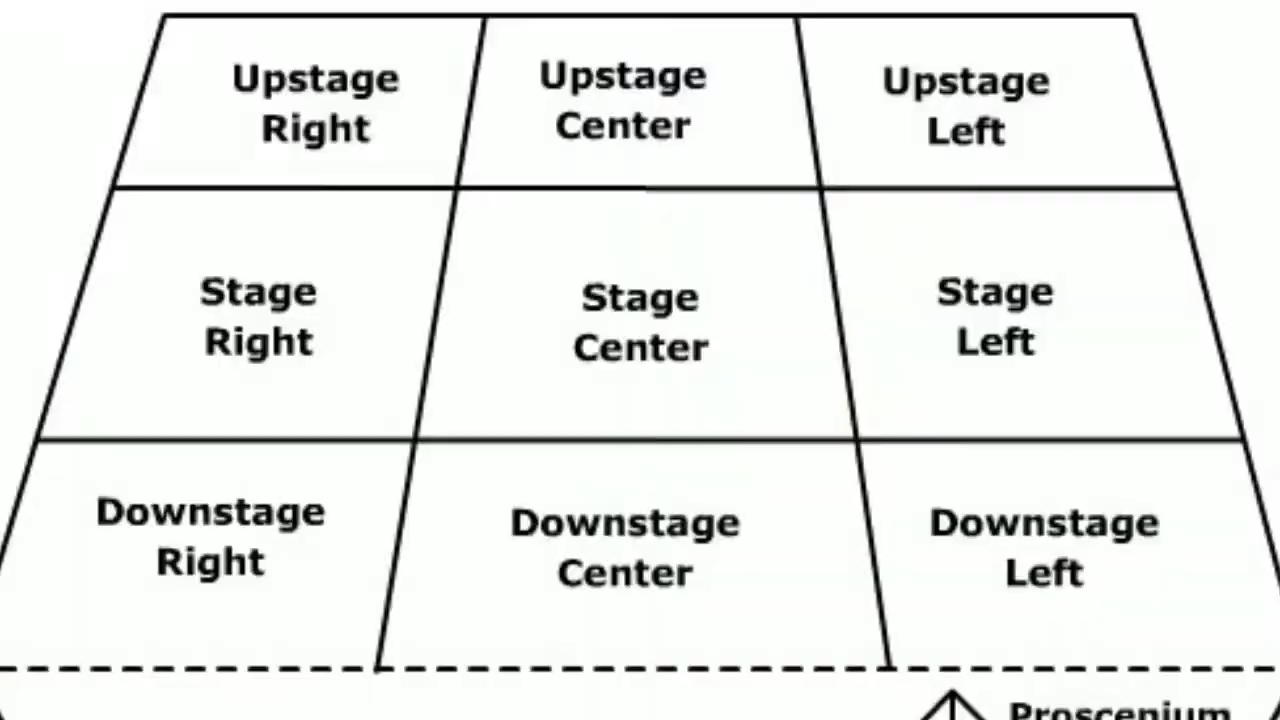 Upstage
Right
Upstage
Center
Upstage
Left
Stage
Right
Stage
Center
Stage
Left
Downstage
Right
Downstage
Center
Downstage
Left
Proscenium